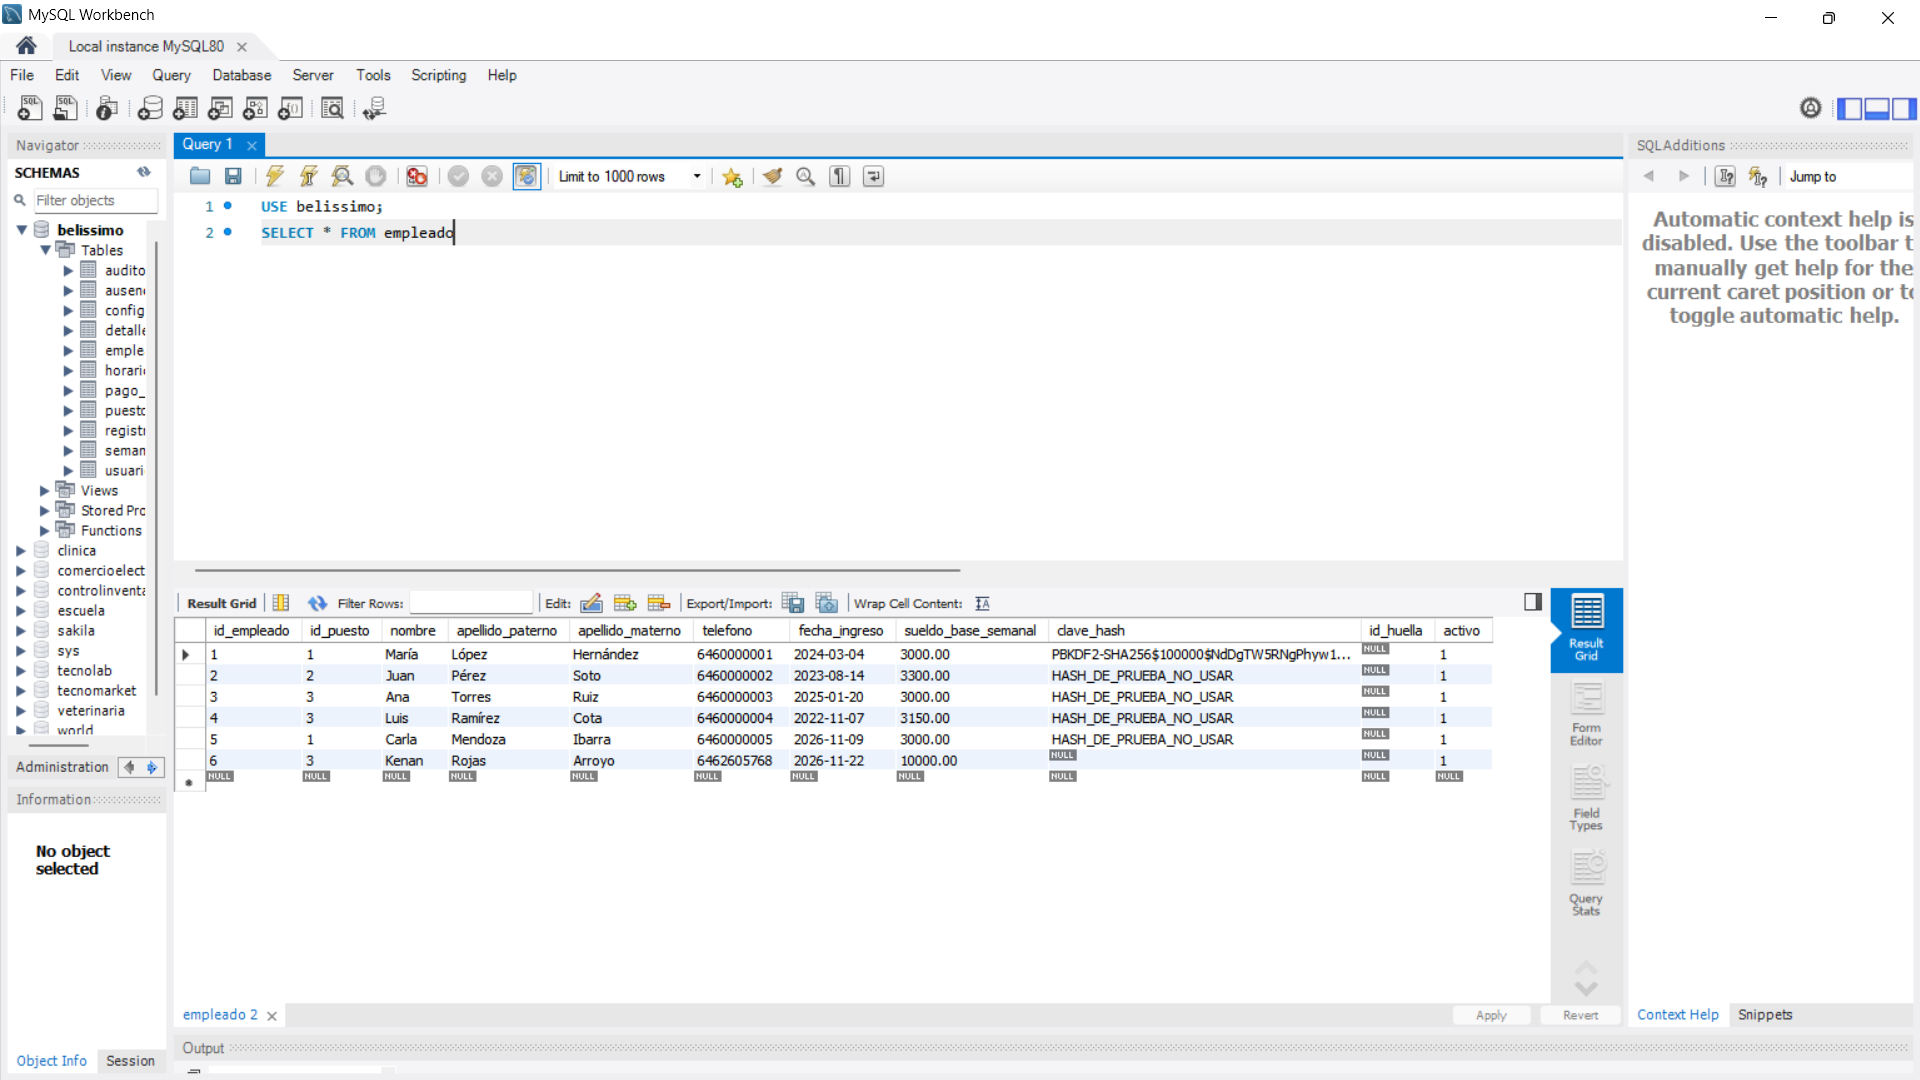 MySQL Workbench
Local instance MySQL80
File Edit View Query Database Server Tools Scripting Help
Navigator
SCHEMAS
Filter objects
belissimo
Tables
audito
ausen
config
detalle
emple
horari
pago_
puesto
regist
seman
usuari
Views
Stored Pro
Functions
clinica
comercioelect
controlinventa
escuela
sakila
sys
tecnolab
tecnomarket
veterinaria
world
Administration
Information
No object
selected
Object Info Session
Query 1
Limit to 1000 rows
1 USE belissimo;
2 SELECT * FROM empleado
Result Grid Filter Rows: Edit: Export/Import: Wrap Cell Content:
id_empleado id_puesto nombre apellido_paterno apellido_materno telefono fecha_ingreso sueldo_base_semanal clave_hash id_huella activo
1 1 María López Hernández 6460000001 2024-03-04 3000.00 PBKDF2-SHA256$100000$NdDgTW5RNgPhyw1... NULL 1
2 2 Juan Pérez Soto 6460000002 2023-08-14 3300.00 HASH_DE_PRUEBA_NO_USAR NULL 1
3 3 Ana Torres Ruiz 6460000003 2025-01-20 3000.00 HASH_DE_PRUEBA_NO_USAR NULL 1
4 3 Luis Ramírez Cota 6460000004 2022-11-07 3150.00 HASH_DE_PRUEBA_NO_USAR NULL 1
5 1 Carla Mendoza Ibarra 6460000005 2026-11-09 3000.00 HASH_DE_PRUEBA_NO_USAR NULL 1
6 3 Kenan Rojas Arroyo 6462605768 2026-11-22 10000.00 NULL NULL 1
NULL NULL NULL NULL NULL NULL NULL NULL NULL NULL NULL
Result
Grid
Form
Editor
Field
Types
Query
Stats
empleado 2
Apply Revert
Output
SQLAdditions
Jump to
Automatic context help is
disabled. Use the toolbar t
manually get help for the
current caret position or to
toggle automatic help.
Context Help Snippets